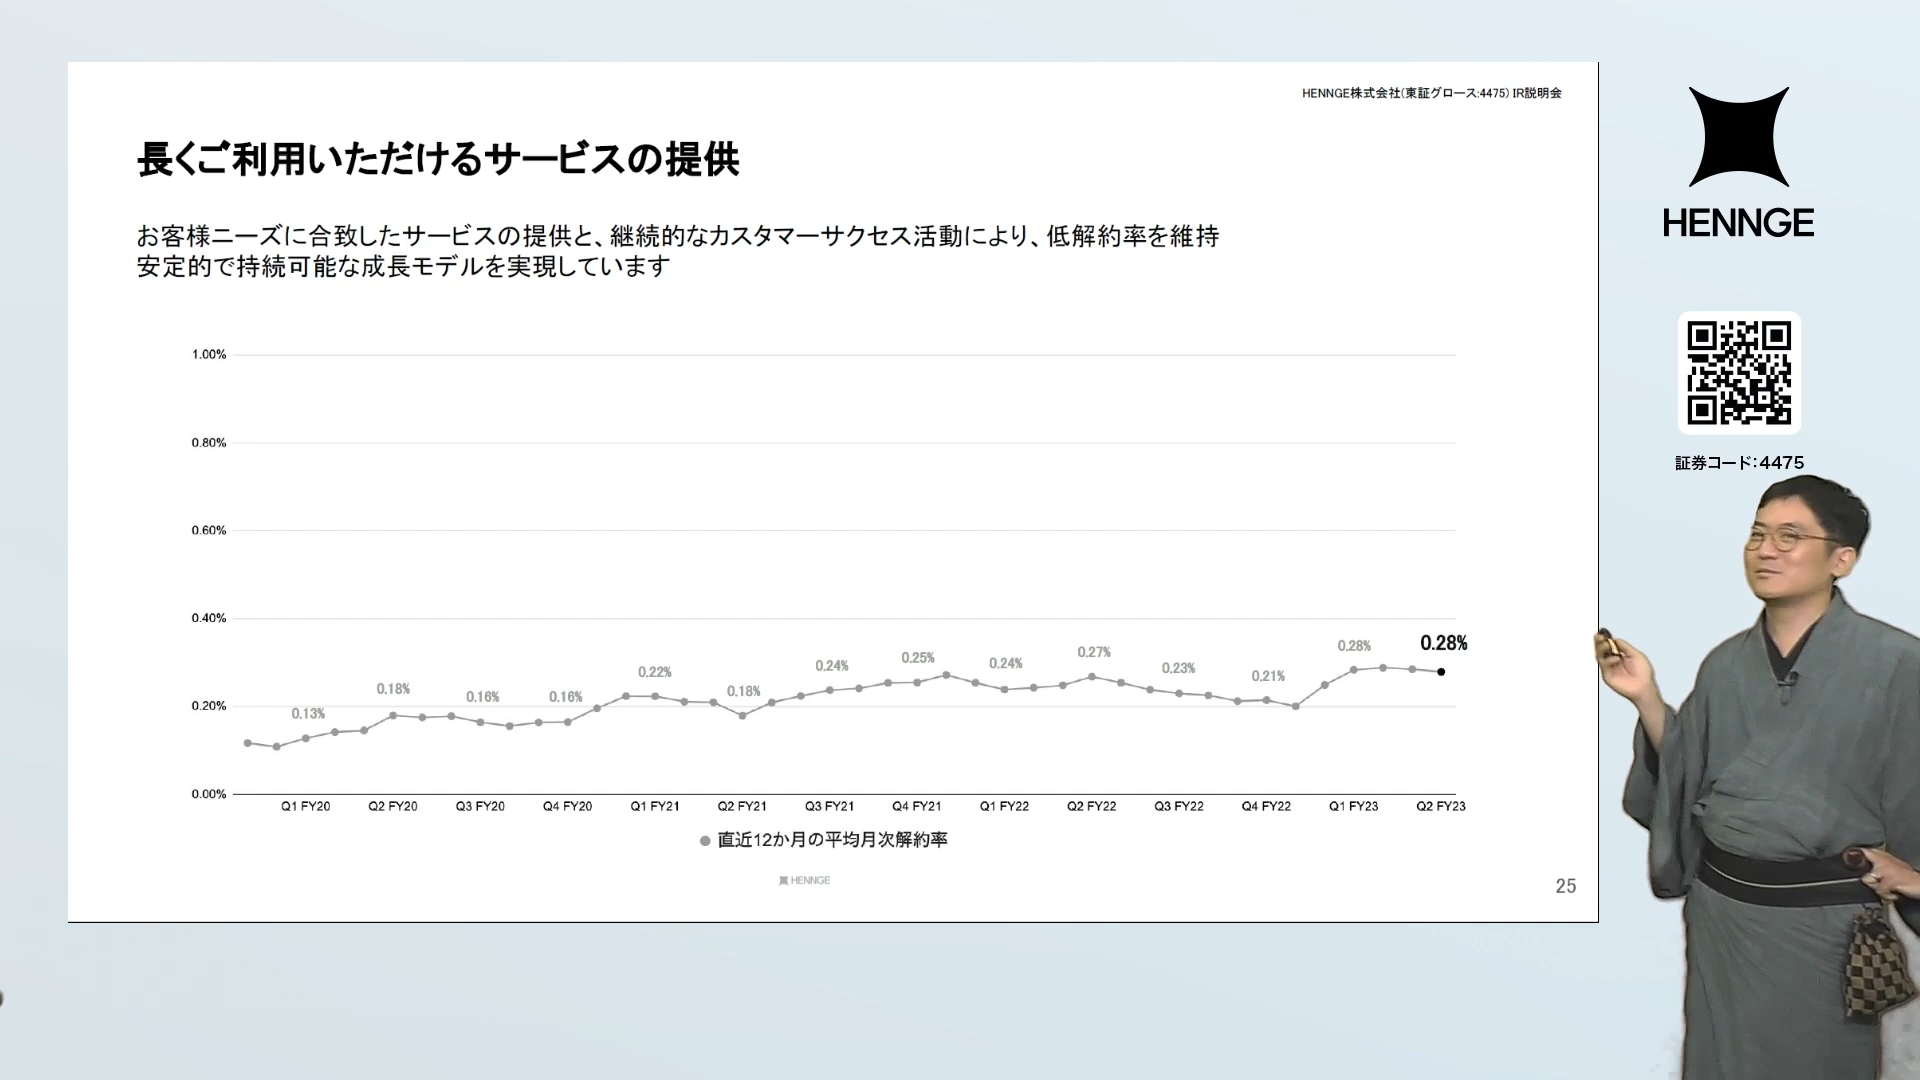 HENNGE株式会社(東証グロース:4475) IR説明会
長くご利用いただけるサービスの提供
お客様ニーズに合致したサービスの提供と、継続的なカスタマーサクセス活動により、低解約率を維持
安定的で持続可能な成長モデルを実現しています
1.00%
0.80%
0.60%
0.40%
0.20%
0.00%
0.13%
0.18%
0.16%
0.16%
0.22%
0.18%
0.24%
0.25%
0.24%
0.27%
0.23%
0.21%
0.28%
0.28%
Q1 FY20
Q2 FY20
Q3 FY20
Q4 FY20
Q1 FY21
Q2 FY21
Q3 FY21
Q4 FY21
Q1 FY22
Q2 FY22
Q3 FY22
Q4 FY22
Q1 FY23
Q2 FY23
直近12か月の平均月次解約率
HENNGE
25
HENNGE
証券コード:4475